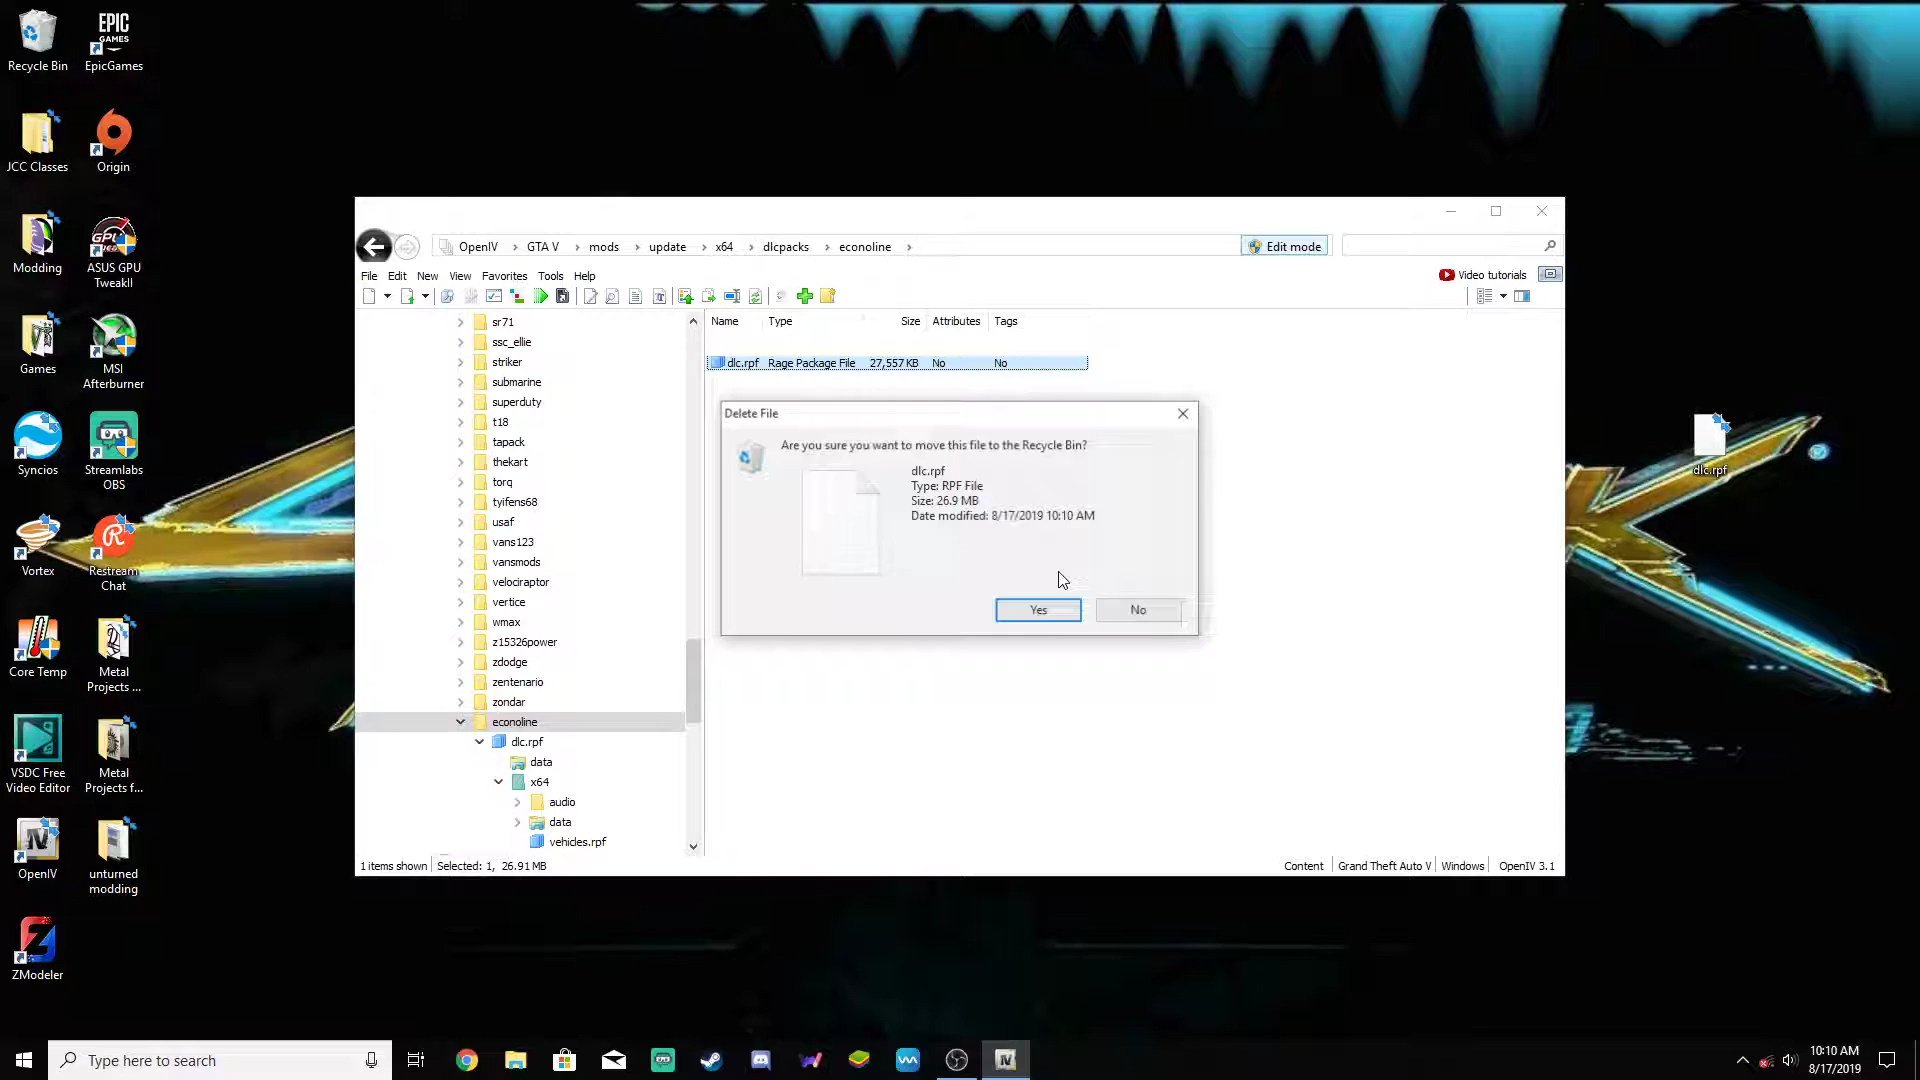 Recycle Bin
EPIC
GAMES
EpicGames
JCC Classes
Origin
Modding
ASUS GPU
TweakII
Games
MSI
Afterburner
Syncios
Streamlabs
OBS
Vortex
Restream
Chat
Core Temp
Metal
Projects ...
VSDC Free
Video Editor
Metal
Projects f...
OpenIV
unturned
modding
ZModeler
dlc.rpf
OpenIV
GTA V
mods
update
x64
dlcpacks
econoline
Edit mode
File Edit New View Favorites Tools Help
Video tutorials
sr71
ssc_ellie
striker
submarine
superduty
t18
tapack
thekart
torq
tyifens68
usaf
vans123
vansmods
velociraptor
vertice
wmax
z15326power
zdodge
zentenario
zondar
econoline
dlc.rpf
data
x64
audio
data
vehicles.rpf
Name Type Size Attributes Tags
dlc.rpf Rage Package File 27,557 KB No No
Delete File
Are you sure you want to move this file to the Recycle Bin?
dlc.rpf
Type: RPF File
Size: 26.9 MB
Date modified: 8/17/2019 10:10 AM
Yes
No
1 items shown Selected: 1, 26.91 MB
Content Grand Theft Auto V Windows OpenIV 3.1
Type here to search
10:10 AM
8/17/2019